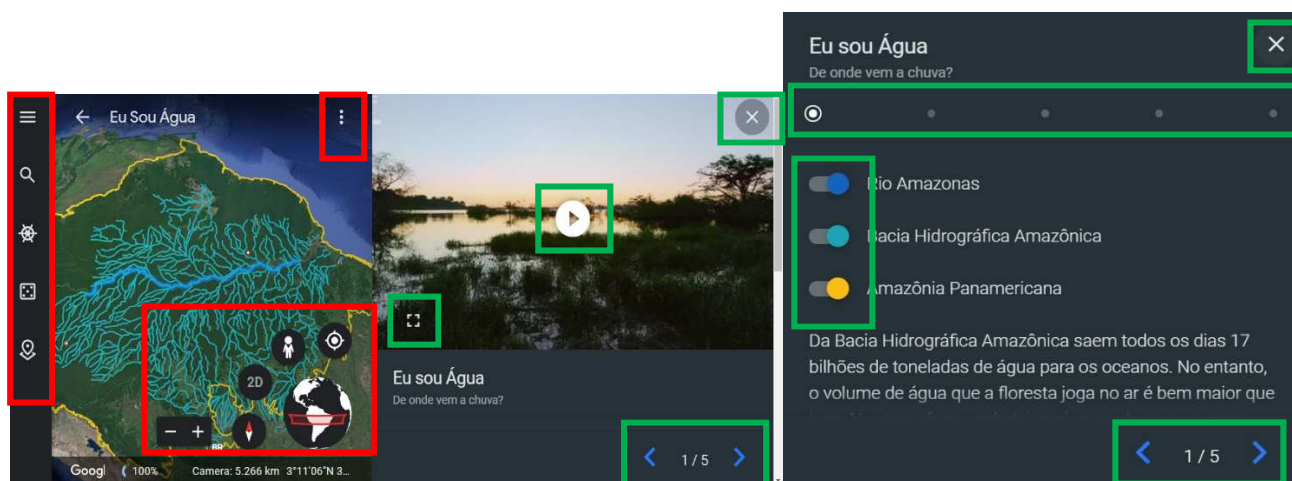 Eu Sou Água
2D
BR
Googl
100%
Camera: 5.266 km 3°11'06"N 3...
Eu sou Água
De onde vem a chuva?
1 / 5
Eu sou Água
De onde vem a chuva?
Rio Amazonas
Bacia Hidrográfica Amazônica
Amazônia Panamericana
Da Bacia Hidrográfica Amazônica saem todos os dias 17
bilhões de toneladas de água para os oceanos. No entanto,
o volume de água que a floresta joga no ar é bem maior que
1 / 5